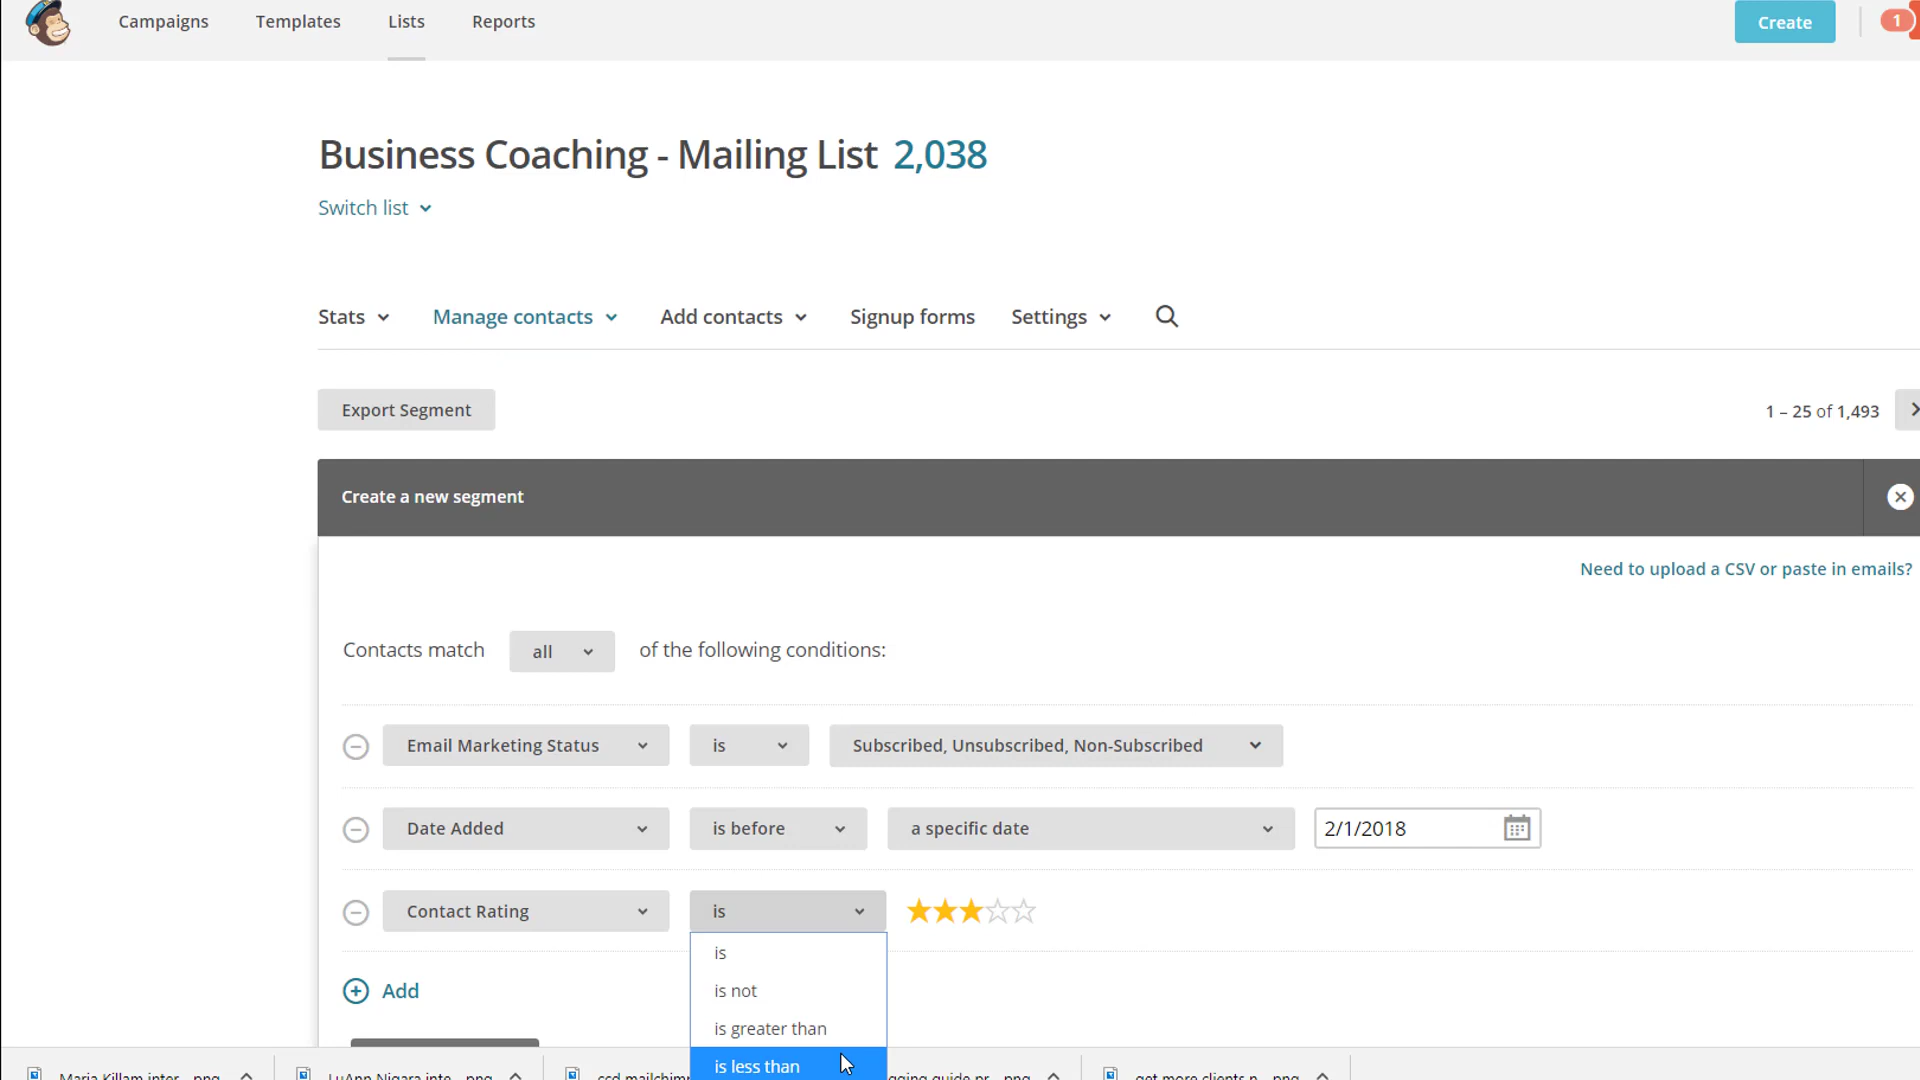 Campaigns Templates Lists Reports Create 1
Business Coaching - Mailing List 2,038
Switch list
Stats Manage contacts Add contacts Signup forms Settings
Export Segment 1 – 25 of 1,493
Create a new segment
Need to upload a CSV or paste in emails?
Contacts match all of the following conditions:
Email Marketing Status is Subscribed, Unsubscribed, Non-Subscribed
Date Added is before a specific date 2/1/2018
Contact Rating is
is
Add is not
is greater than
is less than
Maria Killam inter....png LuAnn Nigara inte....png ccd mailchim get more clients n....png